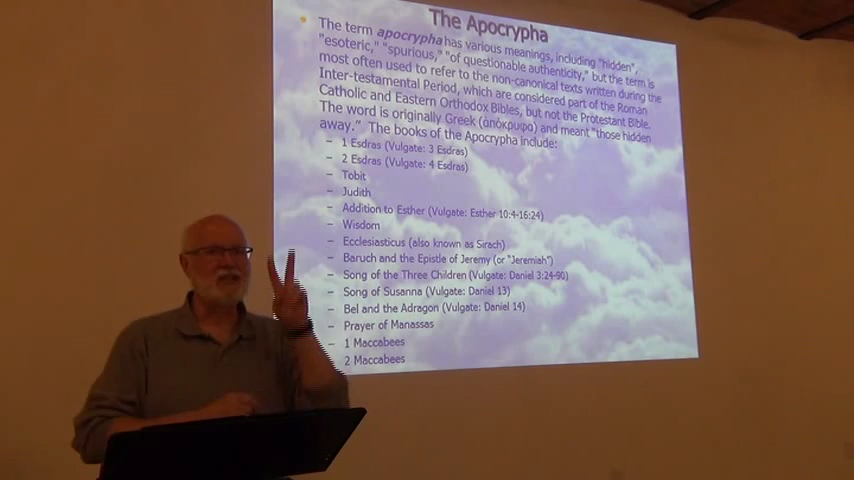 The Apocrypha
The term apocrypha has various meanings, including "hidden",
"esoteric," "spurious," "of questionable authenticity," but the term is
most often used to refer to the non-canonical texts written during the
Inter-testamental Period, which are considered part of the Roman
Catholic and Eastern Orthodox Bibles, but not the Protestant Bible.
The word is originally Greek (ἀπόκρυφα) and meant "those hidden
away." The books of the Apocrypha include:
– 1 Esdras (Vulgate: 3 Esdras)
– 2 Esdras (Vulgate: 4 Esdras)
– Tobit
– Judith
– Addition to Esther (Vulgate: Esther 10:4-16:24)
– Wisdom
– Ecclesiasticus (also known as Sirach)
– Baruch and the Epistle of Jeremy (or "Jeremiah")
– Song of the Three Children (Vulgate: Daniel 3:24-90)
– Song of Susanna (Vulgate: Daniel 13)
– Bel and the Adragon (Vulgate: Daniel 14)
– Prayer of Manassas
– 1 Maccabees
2 Maccabees